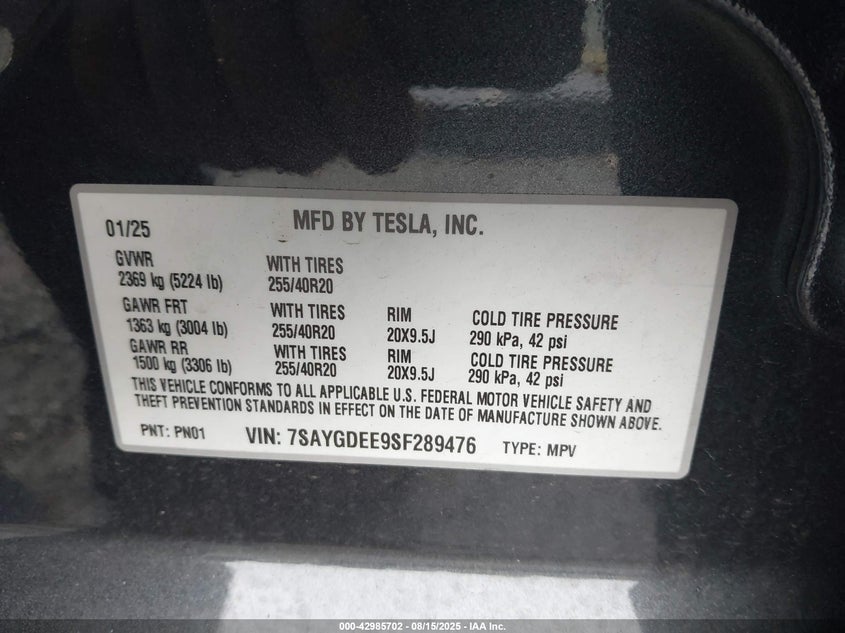 01/25 MFD BY TESLA, INC.
GVWR
2369 kg (5224 lb) WITH TIRES
255/40R20
GAWR FRT
1363 kg (3004 lb) WITH TIRES
255/40R20 RIM
20X9.5J COLD TIRE PRESSURE
290 kPa, 42 psi
GAWR RR
1500 kg (3306 lb) WITH TIRES
255/40R20 RIM
20X9.5J COLD TIRE PRESSURE
290 kPa, 42 psi
THIS VEHICLE CONFORMS TO ALL APPLICABLE U.S. FEDERAL MOTOR VEHICLE SAFETY AND
THEFT PREVENTION STANDARDS IN EFFECT ON THE DATE OF MANUFACTURE SHOWN ABOVE.
PNT: PN01 VIN: 7SAYGDEE9SF289476 TYPE: MPV
000-42985702 - 08/15/2025 - IAA Inc.